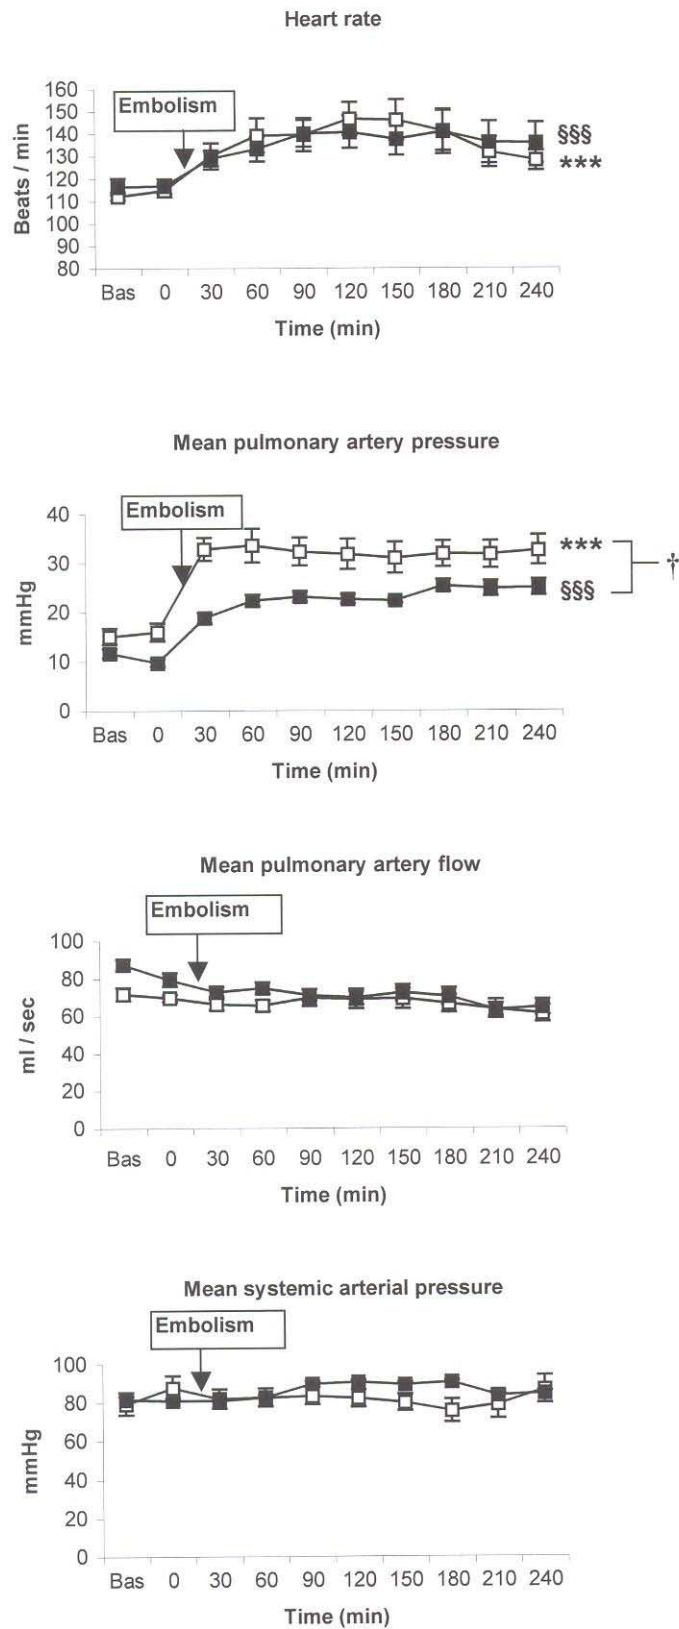 Heart rate
160
150
140
130
120
110
100
90
80
Beats / min
Embolism
§§§
***
Bas 0 30 60 90 120 150 180 210 240
Time (min)
Mean pulmonary artery pressure
40
30
20
10
0
mmHg
Embolism
***
§§§
†
Bas 0 30 60 90 120 150 180 210 240
Time (min)
Mean pulmonary artery flow
Embolism
100
80
60
40
20
0
ml / sec
Bas 0 30 60 90 120 150 180 210 240
Time (min)
Mean systemic arterial pressure
Embolism
100
80
60
40
20
0
mmHg
Bas 0 30 60 90 120 150 180 210 240
Time (min)